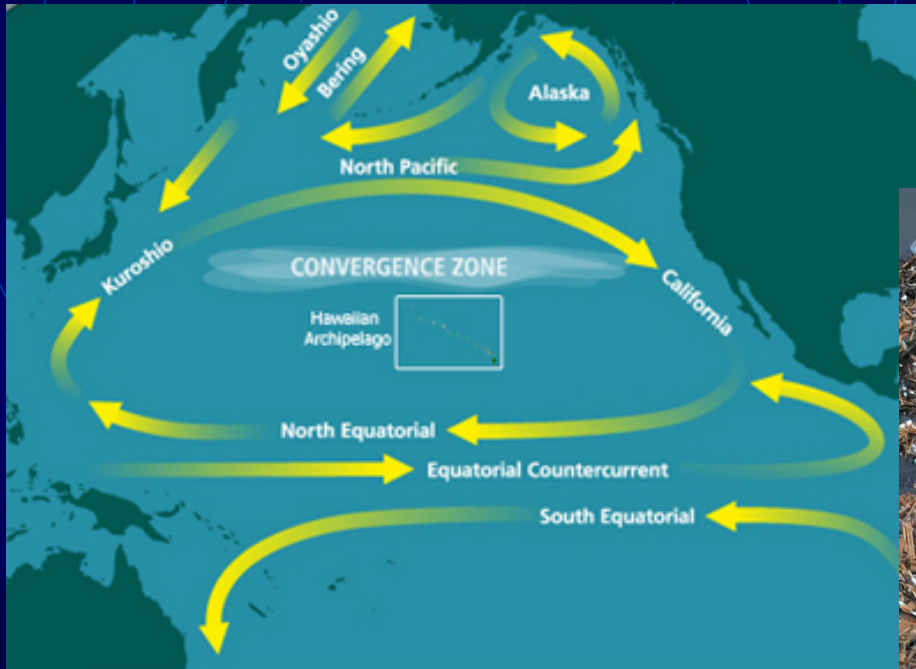 Oyashio
Bering
Alaska
North Pacific
Kuroshio
CONVERGENCE ZONE
California
Hawaiian
Archipelago
North Equatorial
Equatorial Countercurrent
South Equatorial